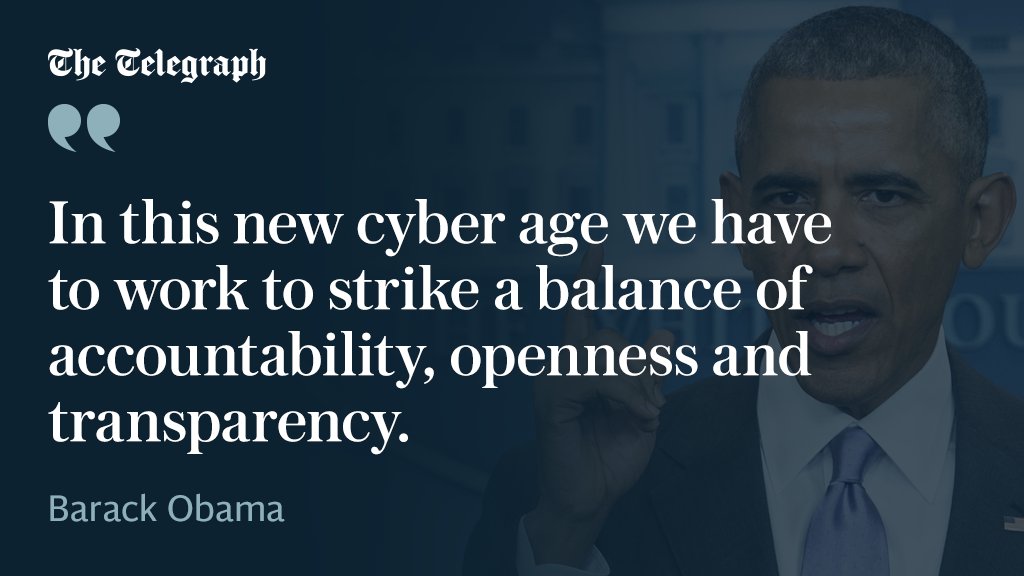 The Telegraph
In this new cyber age we have
to work to strike a balance of
accountability, openness and
transparency.
Barack Obama